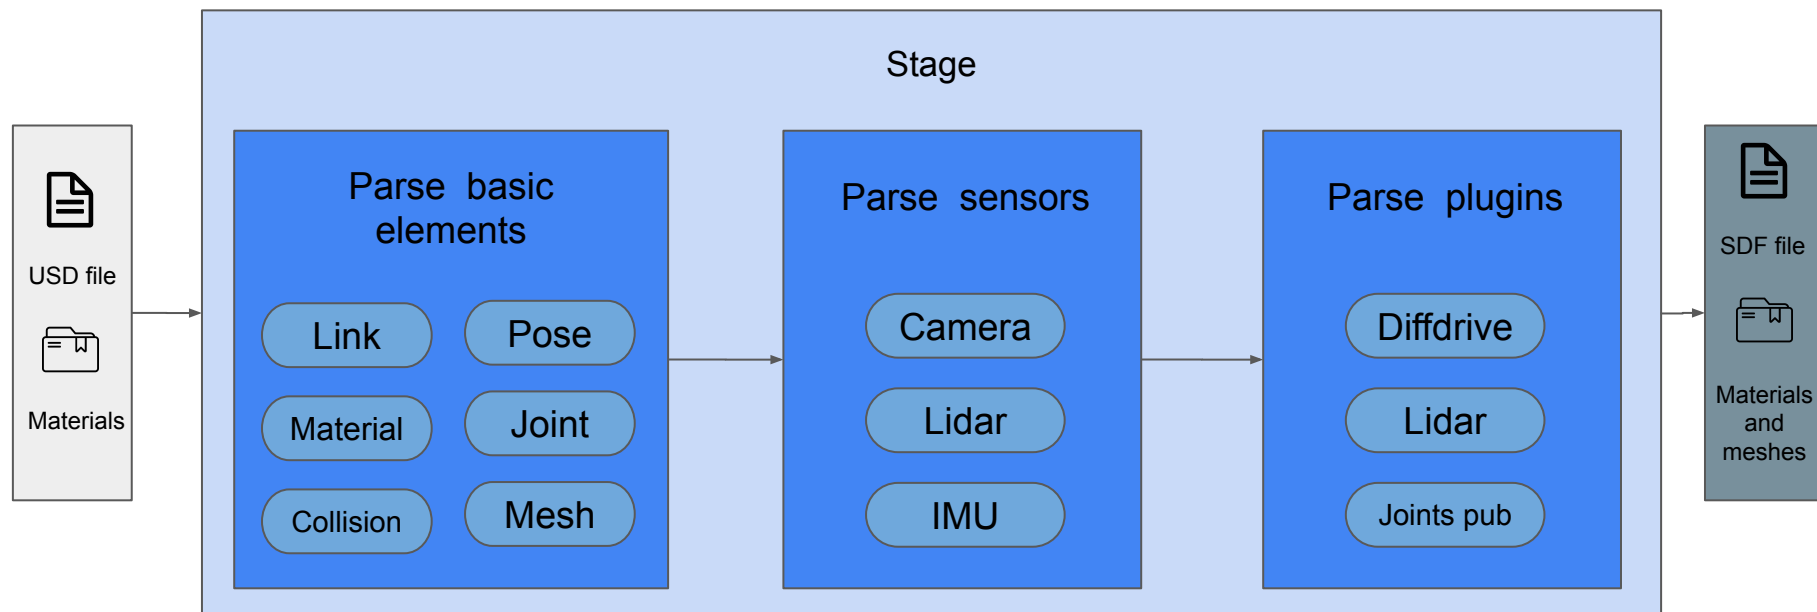 Stage
USD file
Materials
Parse basic
elements
Link
Pose
Material
Joint
Collision
Mesh
Parse sensors
Camera
Lidar
IMU
Parse plugins
Diffdrive
Lidar
Joints pub
SDF file
Materials
and
meshes